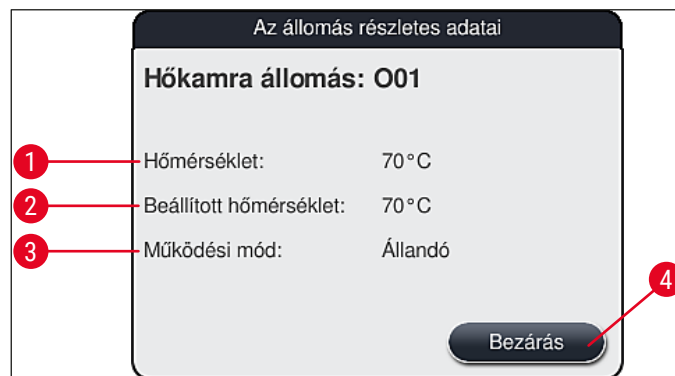 Az állomás részletes adatai
Hőkamra állomás: O01
1 Hőmérséklet: 70°C
2 Beállított hőmérséklet: 70°C
3 Működési mód: Állandó
4
Bezárás